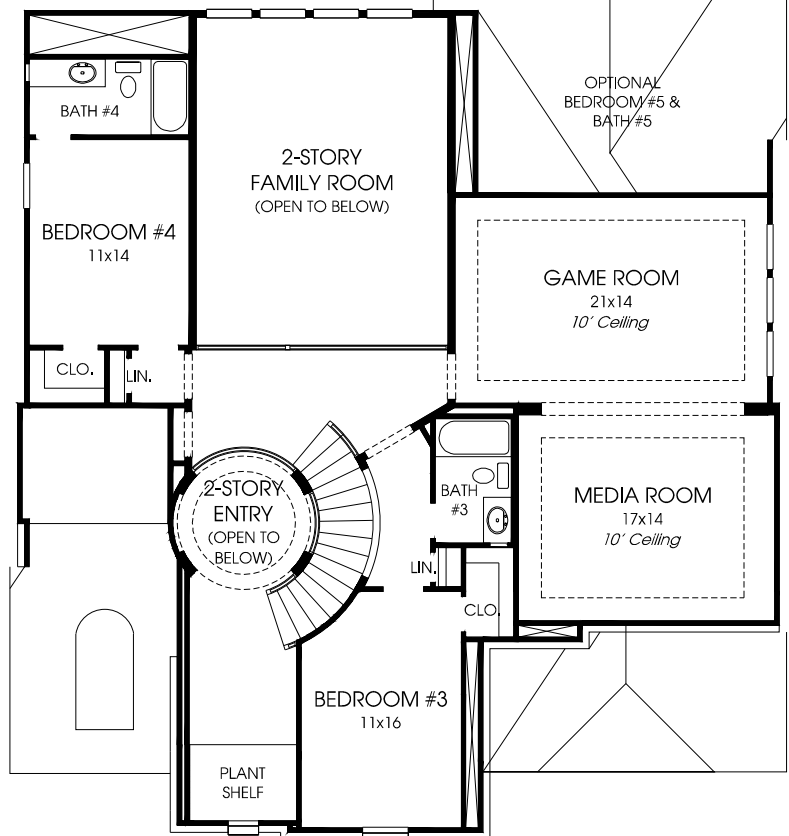 OPTIONAL
BEDROOM #5 &
BATH #5
BATH #4
2-STORY
FAMILY ROOM
(OPEN TO BELOW)
BEDROOM #4
11x14
GAME ROOM
21x14
10' Ceiling
CLO.
LIN.
2-STORY
ENTRY
(OPEN TO
BELOW)
BATH
#3
MEDIA ROOM
17x14
10' Ceiling
LIN.
CLO.
BEDROOM #3
11x16
PLANT
SHELF